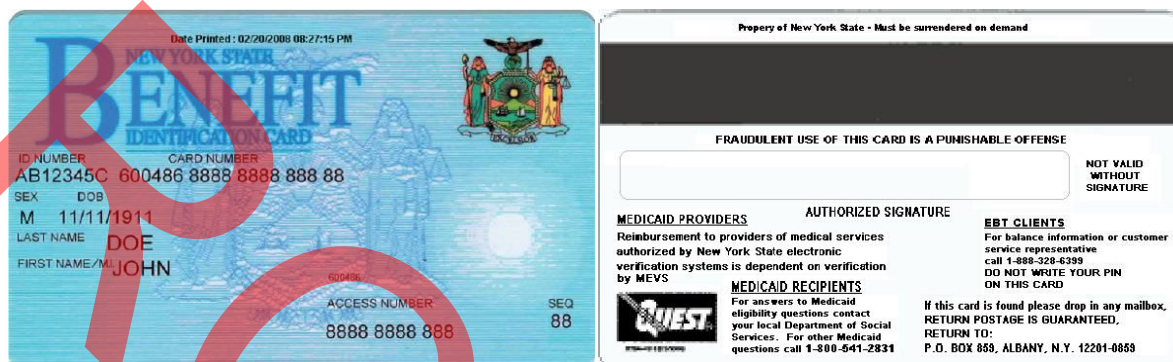 Date Printed : 02/20/2008 08:27:15 PM
NEW YORK STATE
BENEFIT
IDENTIFICATION CARD
ID NUMBER CARD NUMBER
AB12345C 600486 8888 8888 888 88
SEX DOB
M 11/11/1911
LAST NAME DOE
FIRST NAME/M.I. JOHN
600486
ACCESS NUMBER SEQ
8888 8888 888 88
Propery of New York State - Must be surrendered on demand
FRAUDULENT USE OF THIS CARD IS A PUNISHABLE OFFENSE
NOT VALID
WITHOUT
SIGNATURE
AUTHORIZED SIGNATURE
MEDICAID PROVIDERS
Reimbursement to providers of medical services
authorized by New York State electronic
verification systems is dependent on verification
by MEVS
EBT CLIENTS
For balance information or customer
service representative
call 1-888-328-6399
DO NOT WRITE YOUR PIN
ON THIS CARD
QUEST
MEDICAID RECIPIENTS
For answers to Medicaid
eligibility questions contact
your local Department of Social
Services. For other Medicaid
questions call 1-800-541-2831
If this card is found please drop in any mailbox,
RETURN POSTAGE IS GUARANTEED,
RETURN TO:
P.O. BOX 859, ALBANY, N.Y. 12201-0859